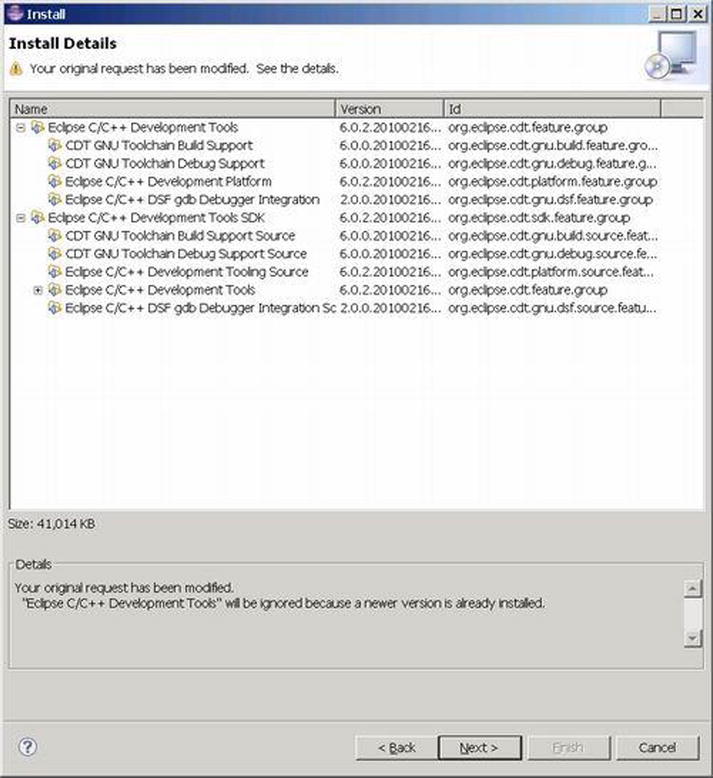 Install
Install Details
Your original request has been modified. See the details.
Name Version Id
Eclipse C/C++ Development Tools 6.0.2.20100216... org.eclipse.cdt.feature.group
CDT GNU Toolchain Build Support 6.0.0.20100216... org.eclipse.cdt.gnu.build.feature.gro...
CDT GNU Toolchain Debug Support 6.0.0.20100216... org.eclipse.cdt.gnu.debug.feature.g...
Eclipse C/C++ Development Platform 6.0.2.20100216... org.eclipse.cdt.platform.feature.group
Eclipse C/C++ DSF gdb Debugger Integration 2.0.0.20100216... org.eclipse.cdt.gnu.dsf.feature.group
Eclipse C/C++ Development Tools SDK 6.0.2.20100216... org.eclipse.cdt.sdk.feature.group
CDT GNU Toolchain Build Support Source 6.0.0.20100216... org.eclipse.cdt.gnu.build.source.feat...
CDT GNU Toolchain Debug Support Source 6.0.0.20100216... org.eclipse.cdt.gnu.debug.source.fe...
Eclipse C/C++ Development Tooling Source 6.0.2.20100216... org.eclipse.cdt.platform.source.feat...
Eclipse C/C++ Development Tools 6.0.2.20100216... org.eclipse.cdt.feature.group
Eclipse C/C++ DSF gdb Debugger Integration Sc 2.0.0.20100216... org.eclipse.cdt.gnu.dsf.source.featu...
Size: 41,014 KB
Details
Your original request has been modified.
"Eclipse C/C++ Development Tools" will be ignored because a newer version is already installed.
? < Back Next > Finish Cancel